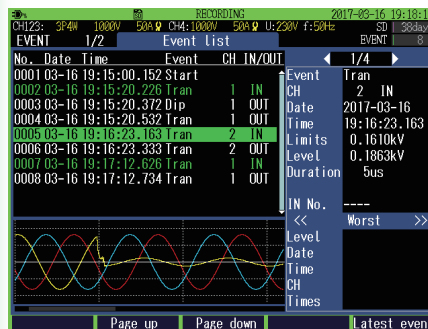 RECORDING 2017-03-16 19:18:1
CH123: 3P4W 1000V 50A CH4:1000V 50A U:230V f:50Hz
EVENT 1/2 Event list SD 38day
EVENT 8
No. Date Time Event CH IN/OUT
0001 03-16 19:15:00.152 Start
0002 03-16 19:15:20.226 Tran 1 IN
0003 03-16 19:15:20.372 Dip 1 OUT
0004 03-16 19:15:20.532 Tran 1 OUT
0005 03-16 19:16:23.163 Tran 2 IN
0006 03-16 19:16:23.333 Tran 2 OUT
0007 03-16 19:17:12.626 Tran 1 IN
0008 03-16 19:17:12.734 Tran 1 OUT
1/4
Event Tran
CH 2 IN
Date 2017-03-16
Time 19:16:23.163
Limits 0.1610kV
Level 0.1863kV
Duration 5us
IN No. ----
<< Worst >>
Level
Date
Time
CH
Times
Page up Page down Latest even